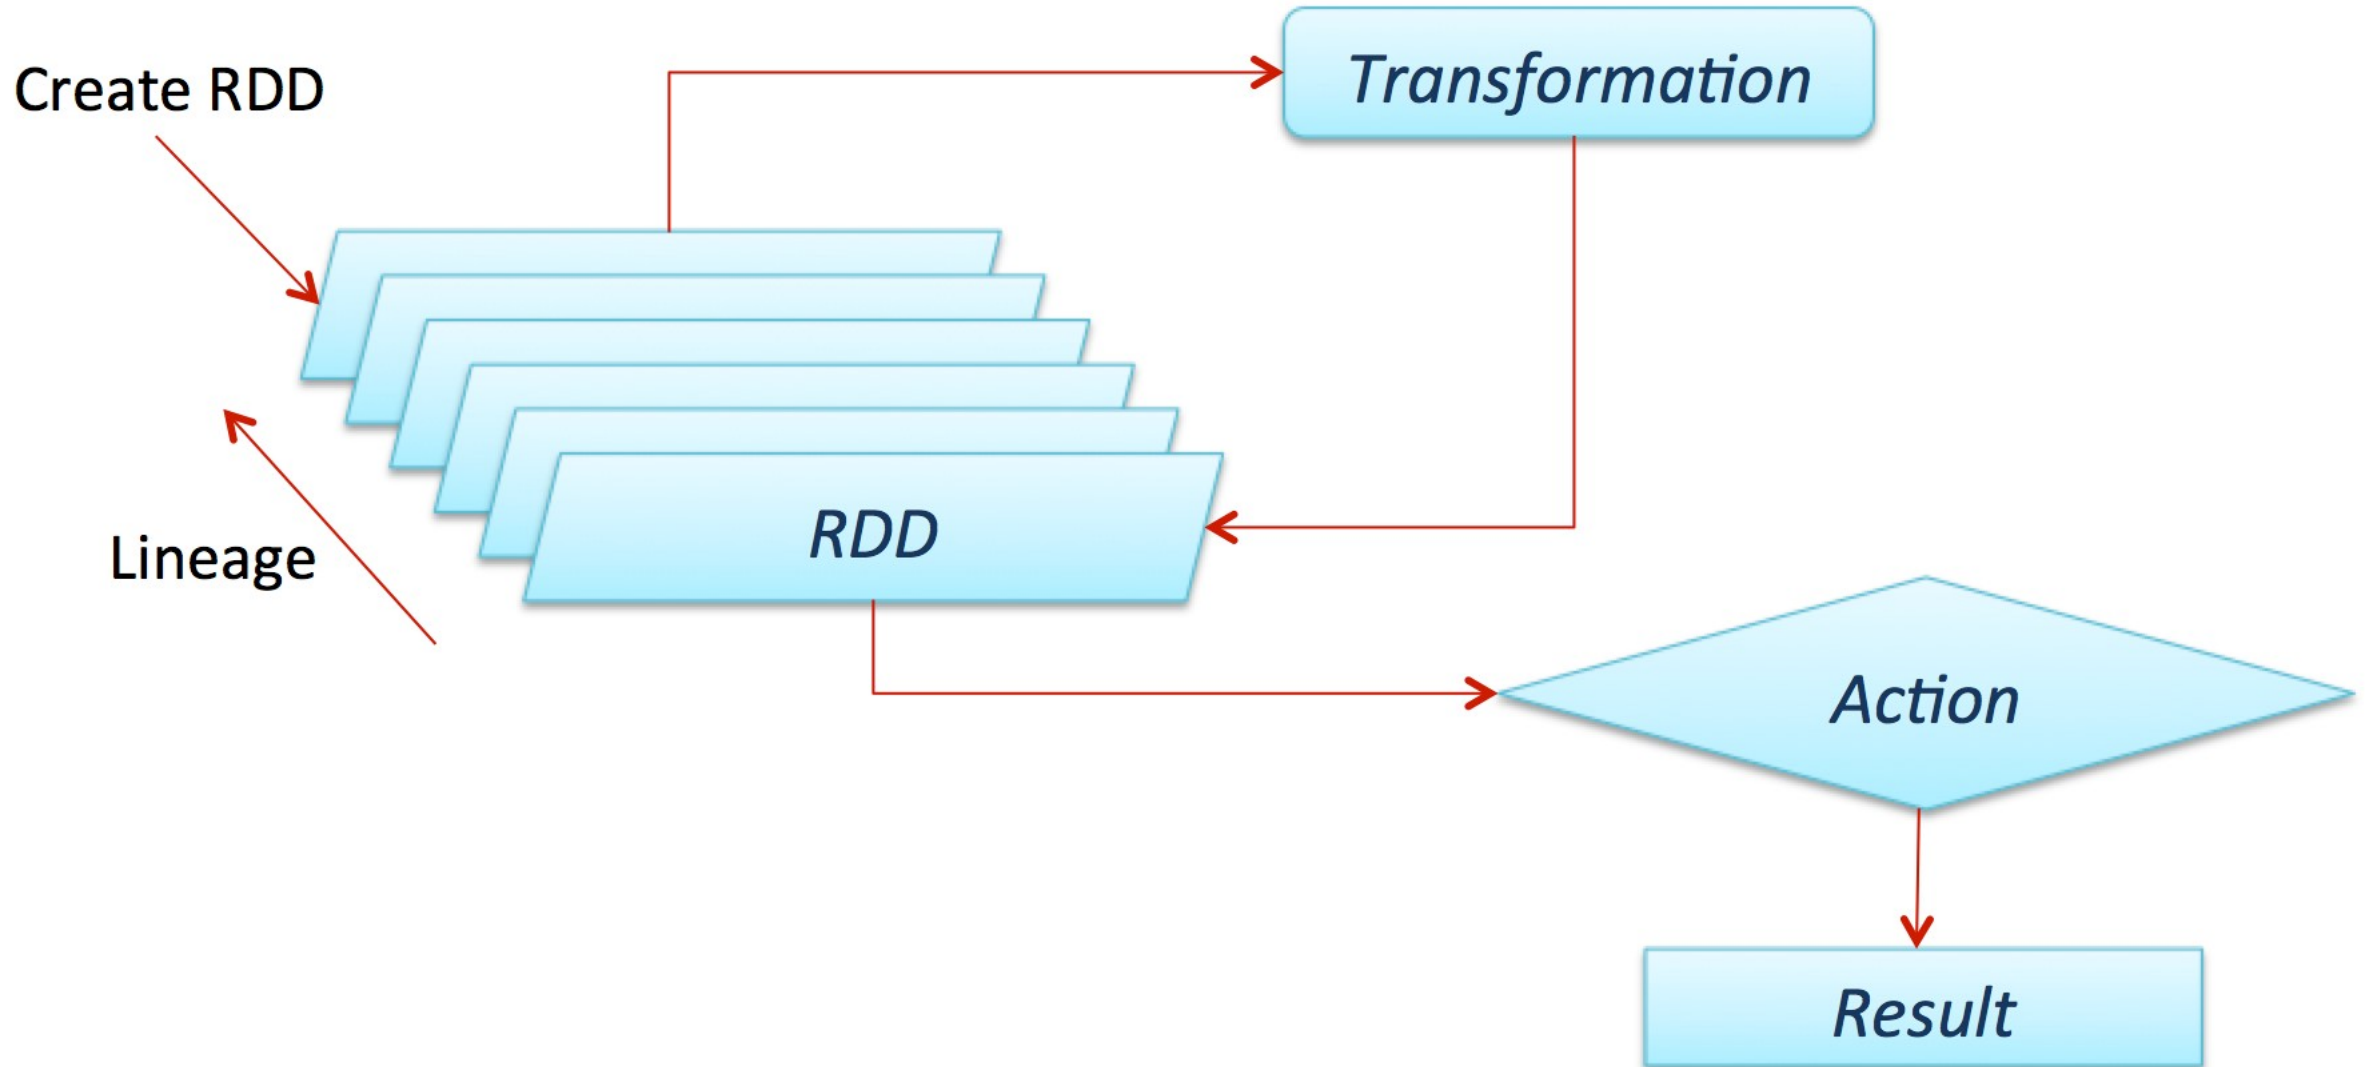 Transformation
Create RDD
RDD
Lineage
Action
Result